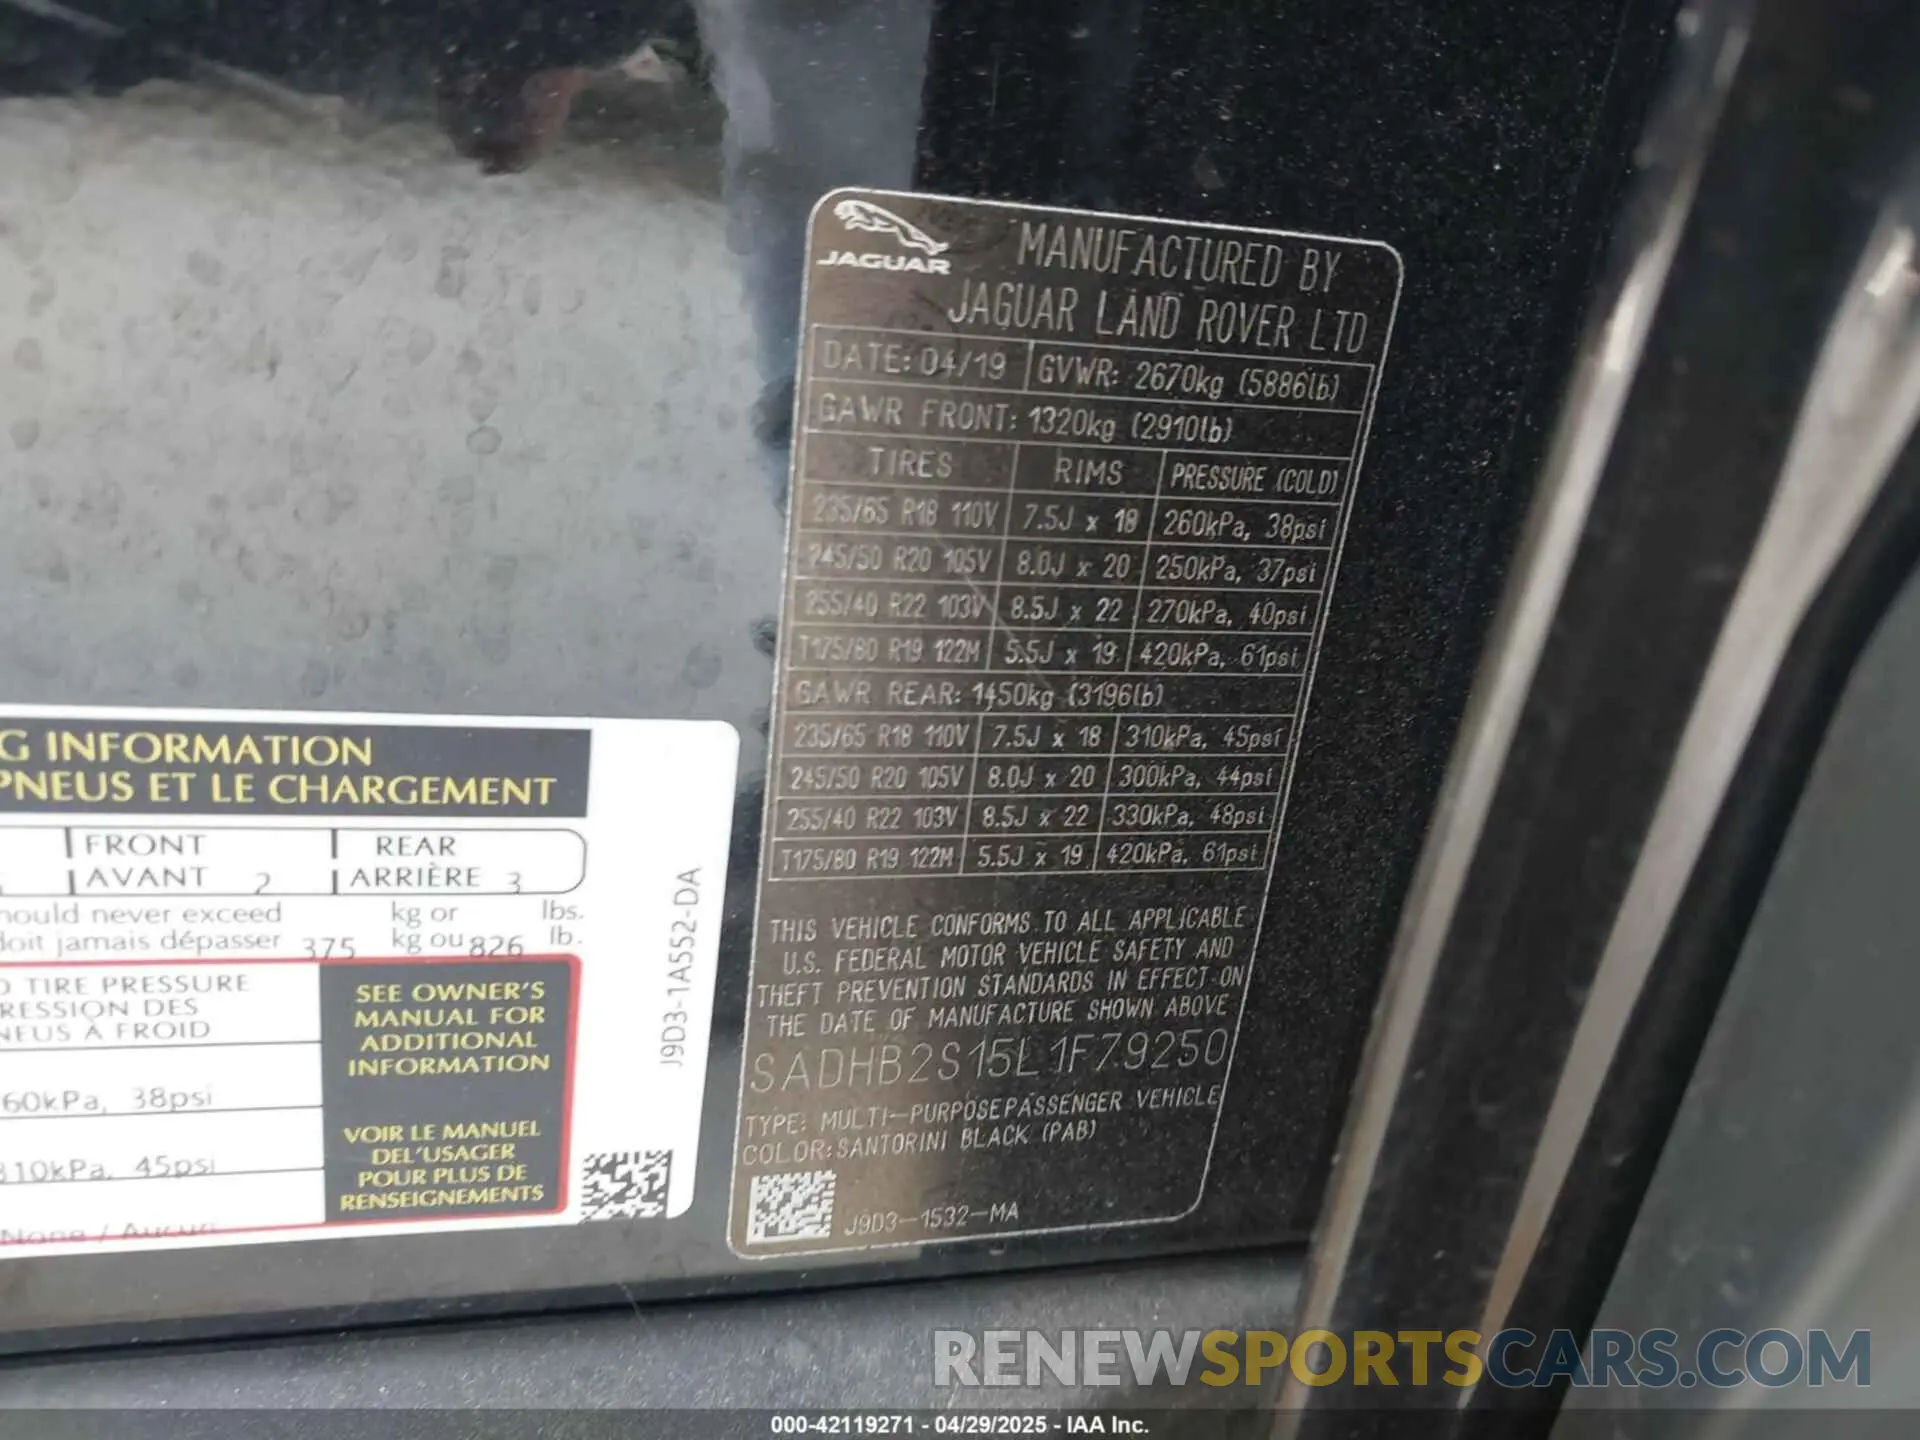 JAGUAR
MANUFACTURED BY
JAGUAR LAND ROVER LTD
DATE: 04/19 GVWR: 2670kg (5886lb)
GAWR FRONT: 1320kg (2910lb)
TIRES RIMS PRESSURE (COLD)
235/65 R18 110V 7.5J x 18 260kPa, 38psi
245/50 R20 105V 8.0J x 20 250kPa, 37psi
255/40 R22 103V 8.5J x 22 270kPa, 40psi
T175/80 R19 122M 5.5J x 19 420kPa, 61psi
GAWR REAR: 1450kg (3196lb)
235/65 R18 110V 7.5J x 18 310kPa, 45psi
245/50 R20 105V 8.0J x 20 300kPa, 44psi
255/40 R22 103V 8.5J x 22 330kPa, 48psi
T175/80 R19 122M 5.5J x 19 420kPa, 61psi
THIS VEHICLE CONFORMS TO ALL APPLICABLE
U.S. FEDERAL MOTOR VEHICLE SAFETY AND
THEFT PREVENTION STANDARDS IN EFFECT ON
THE DATE OF MANUFACTURE SHOWN ABOVE
SADHB2S15L1F79250
TYPE: MULTI-PURPOSE PASSENGER VEHICLE
COLOR: SANTORINI BLACK (PAB)
J9D3-1532-MA
G INFORMATION
PNEUS ET LE CHARGEMENT
FRONT REAR
AVANT 2 ARRIÈRE 3
hould never exceed kg or lbs.
doit jamais dépasser 375 kg ou 826 lb.
TIRE PRESSURE
RESSION DES
NEUS À FROID
60kPa, 38psi
310kPa, 45psi
None / Aucun
SEE OWNER'S
MANUAL FOR
ADDITIONAL
INFORMATION
VOIR LE MANUEL
DEL'USAGER
POUR PLUS DE
RENSEIGNEMENTS
J9D3-1A552-DA
RENEWSPORTSCARS.COM
000-42119271 - 04/29/2025 - IAA Inc.